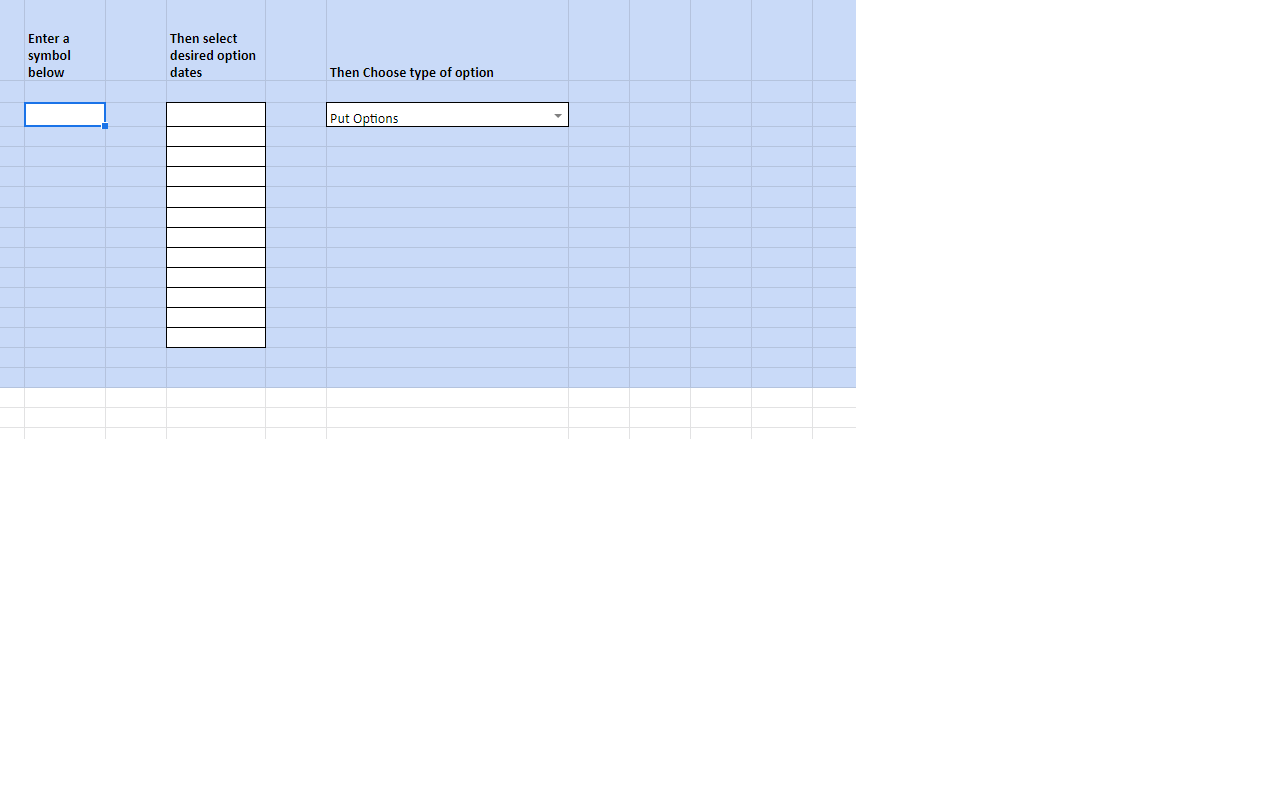 Enter a
symbol
below
Then select
desired option
dates
Then Choose type of option
Put Options